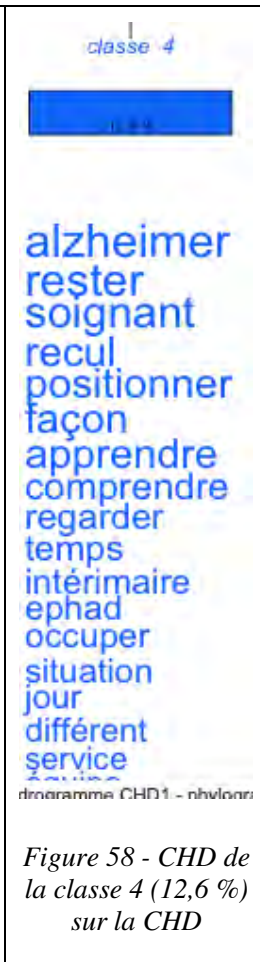 classe 4
alzheimer
rester
soignant
recul
positionner
façon
apprendre
comprendre
regarder
temps
intérimaire
ephad
occuper
situation
jour
différent
service
équipe
drogramme CHD1 - phylogra
Figure 58 - CHD de
la classe 4 (12,6 %)
sur la CHD